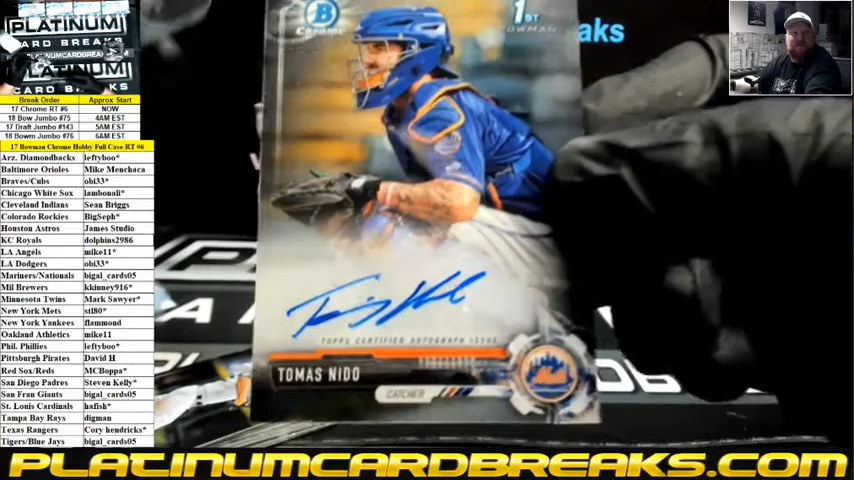 PLATINUM
CARD BREAKS
PLATINUM
CARD BREAKS
Break Order Approx Start
17 Chrome RT #6 NOW
18 Bow Jumbo #75 4AM EST
17 Draft Jumbo #143 5AM EST
18 Bowm Jumbo #76 6AM EST
17 Bowman Chrome Hobby Full Case RT #6
Arz. Diamondbacks leftyboo*
Baltimore Orioles Mike Menchaca
Braves/Cubs obi33*
Chicago White Sox lambonali*
Cleveland Indians Sean Briggs
Colorado Rockies BigSeph*
Houston Astros James Studio
KC Royals dolphins2986
LA Angels mike11*
LA Dodgers obi33*
Mariners/Nationals bigal_cards05
Mil Brewers kkinney916*
Minnesota Twins Mark Sawyer*
New York Mets stl80*
New York Yankees flammond
Oakland Athletics mike11
Phil. Phillies leftyboo*
Pittsburgh Pirates David H
Red Sox/Reds MCBoppa*
San Diego Padres Steven Kelly*
San Fran Giants bigal_cards05
St. Louis Cardinals hafish*
Tampa Bay Rays digman
Texas Rangers Cory hendricks*
Tigers/Blue Jays bigal_cards05
B
Chrome
1ST
BOWMAN
aks
TOPPS CERTIFIED AUTOGRAPH ISSUE
TOMAS NIDO
CATCHER
Mets
PLATINUMCARDBREAKS.COM